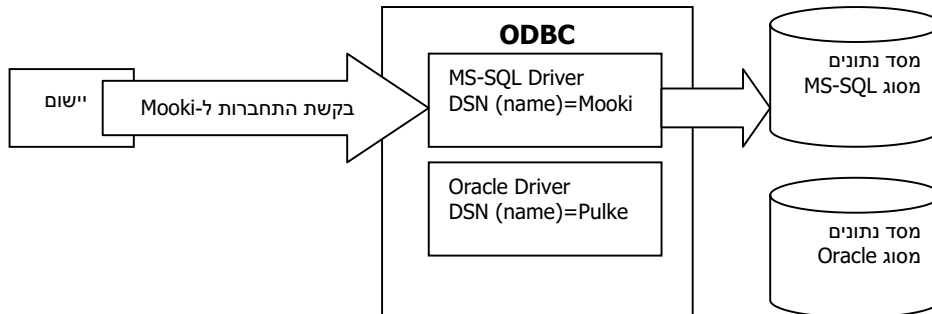 ODBC
יישום
בקשת התחברות ל-Mooki
MS-SQL Driver
DSN (name)=Mooki
Oracle Driver
DSN (name)=Pulke
מסד נתונים
מסוג MS-SQL
מסד נתונים
מסוג Oracle